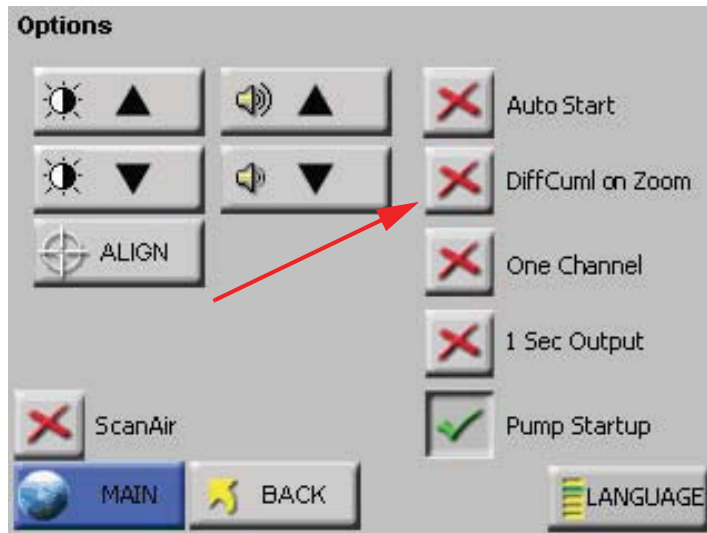 Options
Auto Start
DiffCuml on Zoom
ALIGN
One Channel
1 Sec Output
ScanAir
Pump Startup
MAIN
BACK
LANGUAGE